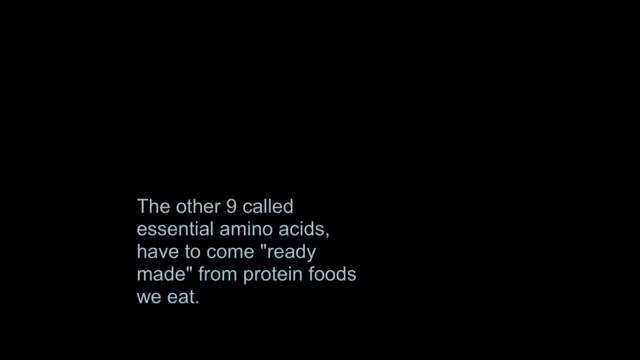 The other 9 called
essential amino acids,
have to come "ready
made" from protein foods
we eat.